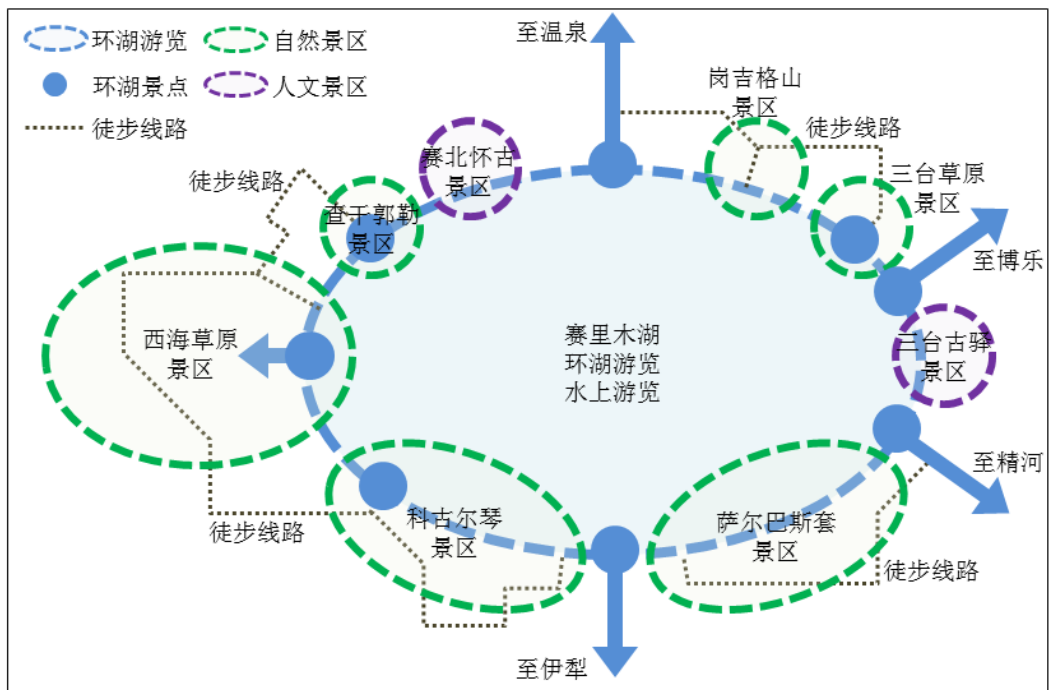 环湖游览
自然景区
环湖景点
人文景区
徒步线路
至温泉
岗吉格山
景区
徒步线路
赛北怀古
景区
徒步线路
查干郭勒
景区
三台草原
景区
至博乐
西海草原
景区
赛里木湖
环湖游览
水上游览
三台古驿
景区
至精河
科古尔琴
景区
徒步线路
萨尔巴斯套
景区
徒步线路
至伊犁